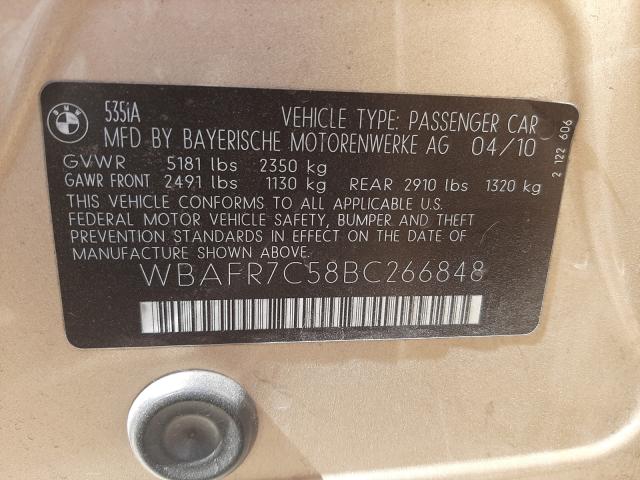 BMW
535iA
VEHICLE TYPE: PASSENGER CAR
MFD BY BAYERISCHE MOTORENWERKE AG 04/10
GVWR 5181 lbs 2350 kg
GAWR FRONT 2491 lbs 1130 kg REAR 2910 lbs 1320 kg
THIS VEHICLE CONFORMS TO ALL APPLICABLE U.S.
FEDERAL MOTOR VEHICLE SAFETY, BUMPER AND THEFT
PREVENTION STANDARDS IN EFFECT ON THE DATE OF
MANUFACTURE SHOWN ABOVE.
WBAFR7C58BC266848
2 122 606